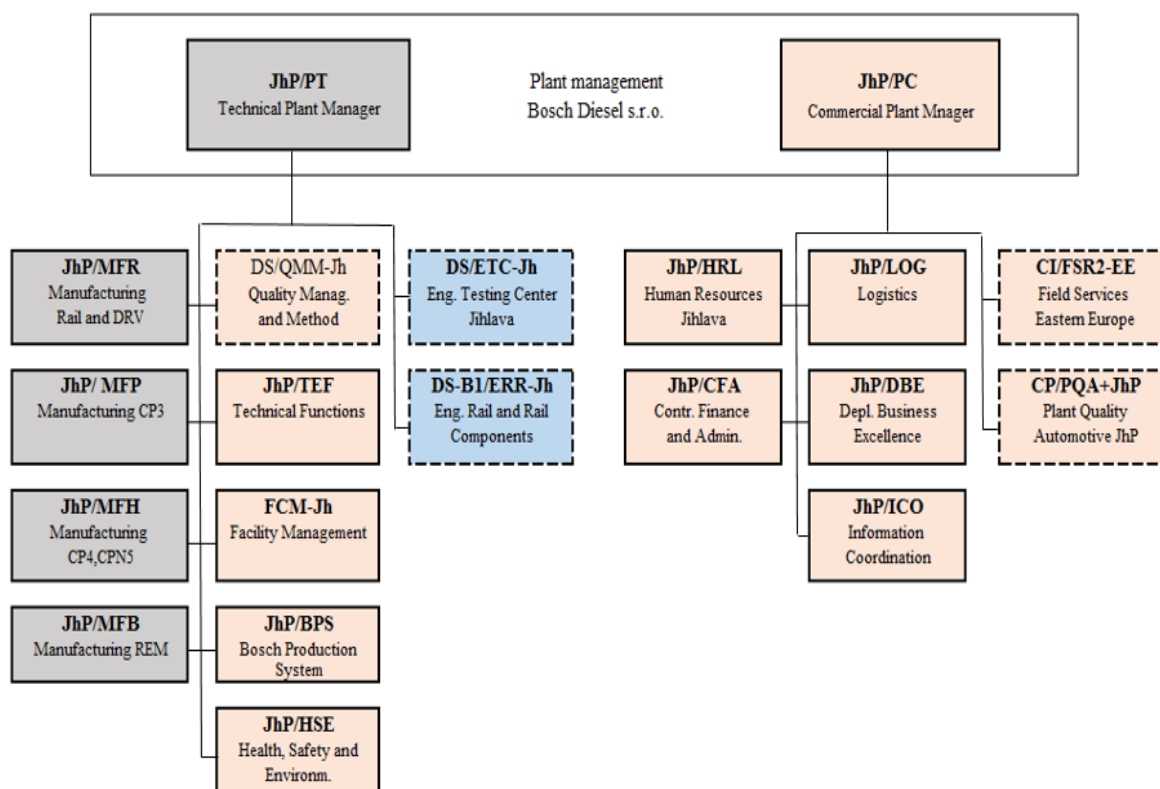 JhP/PT
Technical Plant Manager
Plant management
Bosch Diesel s.r.o.
JhP/PC
Commercial Plant Mnager
JhP/MFR
Manufacturing
Rail and DRV
DS/QMM-Jh
Quality Manag.
and Method
DS/ETC-Jh
Eng. Testing Center
Jihlava
JhP/HRL
Human Resources
Jihlava
JhP/LOG
Logistics
CI/FSR2-EE
Field Services
Eastern Europe
JhP/ MFP
Manufacturing CP3
JhP/TEF
Technical Functions
DS-B1/ERR-Jh
Eng. Rail and Rail
Components
JhP/CFA
Contr. Finance
and Admin.
JhP/DBE
Depl. Business
Excellence
CP/PQA+JhP
Plant Quality
Automotive JhP
JhP/MFH
Manufacturing
CP4,CPN5
FCM-Jh
Facility Management
JhP/ICO
Information
Coordination
JhP/MFB
Manufacturing REM
JhP/BPS
Bosch Production
System
JhP/HSE
Health, Safety and
Environm.